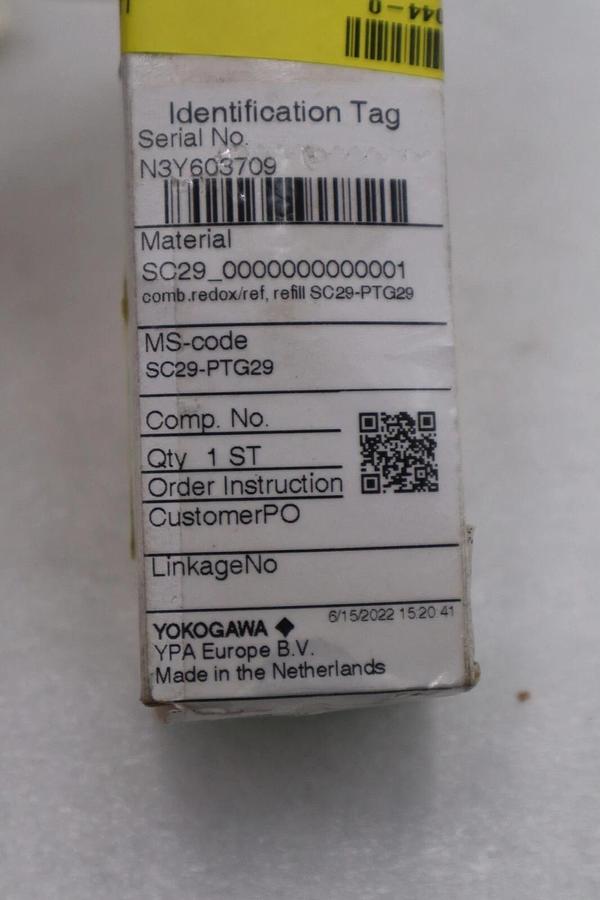 044-0
Identification Tag
Serial No.
N3Y603709
Material
SC29_0000000000001
comb.redox/ref, refill SC29-PTG29
MS-code
SC29-PTG29
Comp. No.
Qty 1 ST
Order Instruction
CustomerPO
LinkageNo
6/15/2022 15:20:41
YOKOGAWA
YPA Europe B.V.
Made in the Netherlands